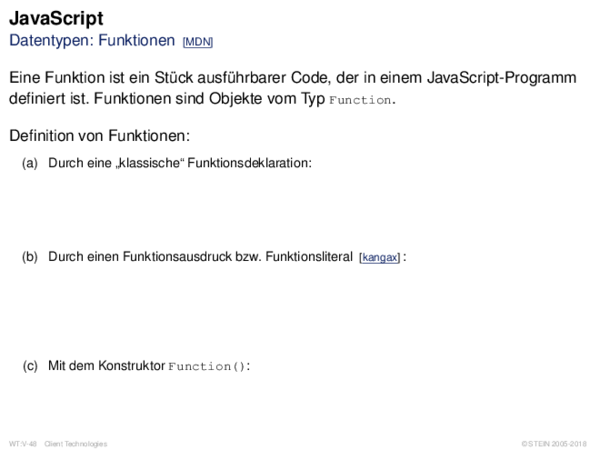 JavaScript
Datentypen: Funktionen [MDN]
Eine Funktion ist ein Stück ausführbarer Code, der in einem JavaScript-Programm
definiert ist. Funktionen sind Objekte vom Typ Function.
Definition von Funktionen:
(a) Durch eine „klassische“ Funktionsdeklaration:
(b) Durch einen Funktionsausdruck bzw. Funktionsliteral [kangax] :
(c) Mit dem Konstruktor Function():
WT:V-48 Client Technologies © STEIN 2005-2018